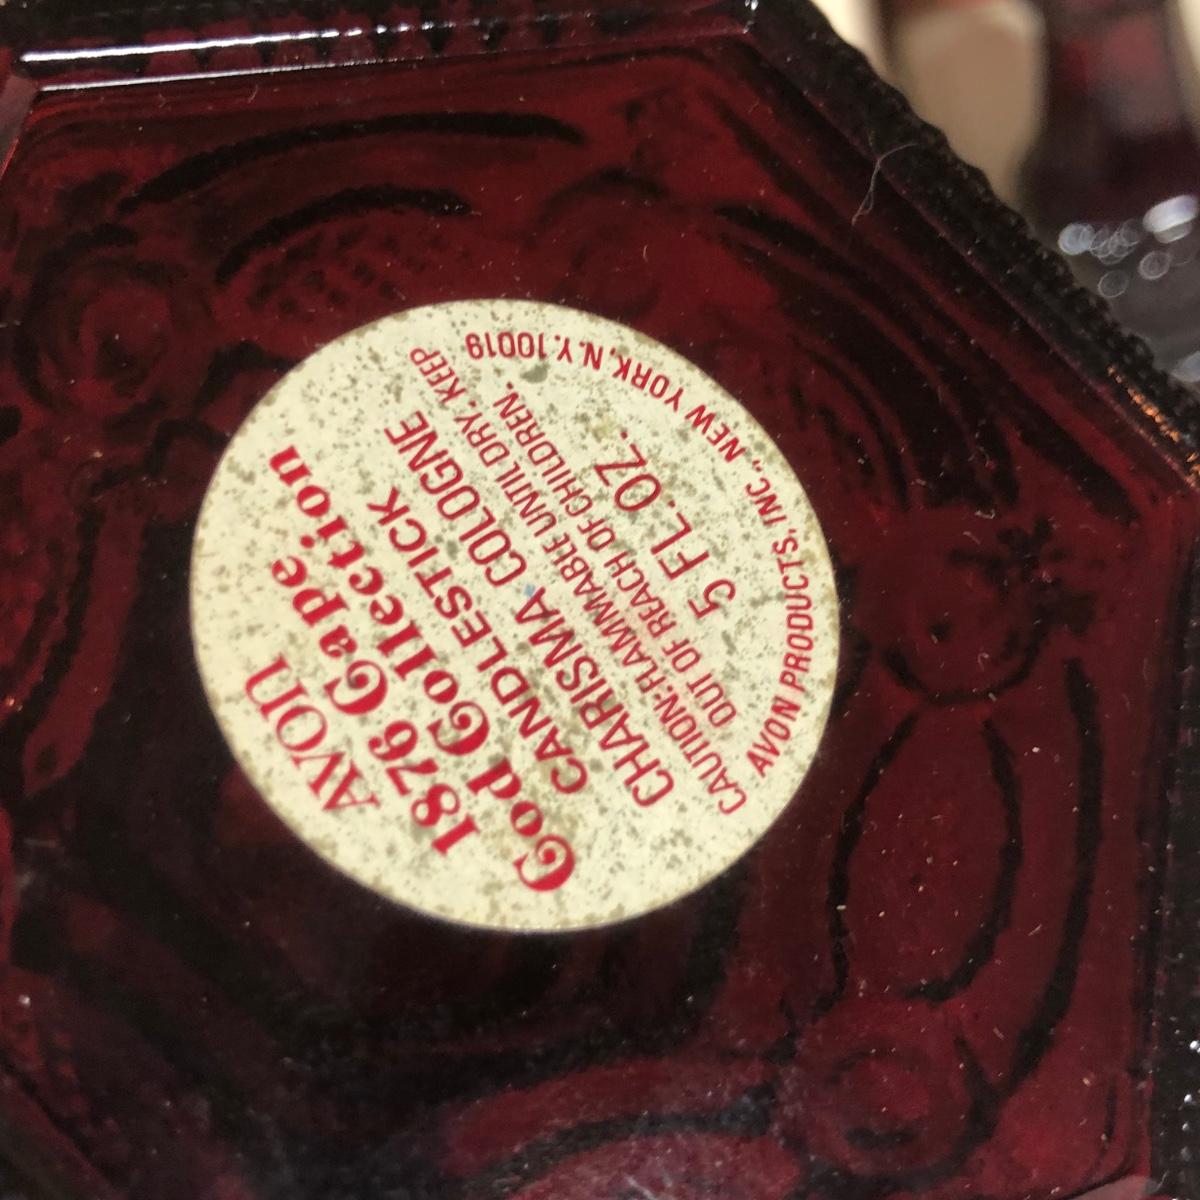 AVON
1876 Cape
Cod Collection
CANDLESTICK
CHARISMA COLOGNE
CAUTION: FLAMMABLE UNTIL DRY. KEEP
OUT OF REACH OF CHILDREN.
5 FL. OZ.
AVON PRODUCTS, INC., NEW YORK, N.Y. 10019